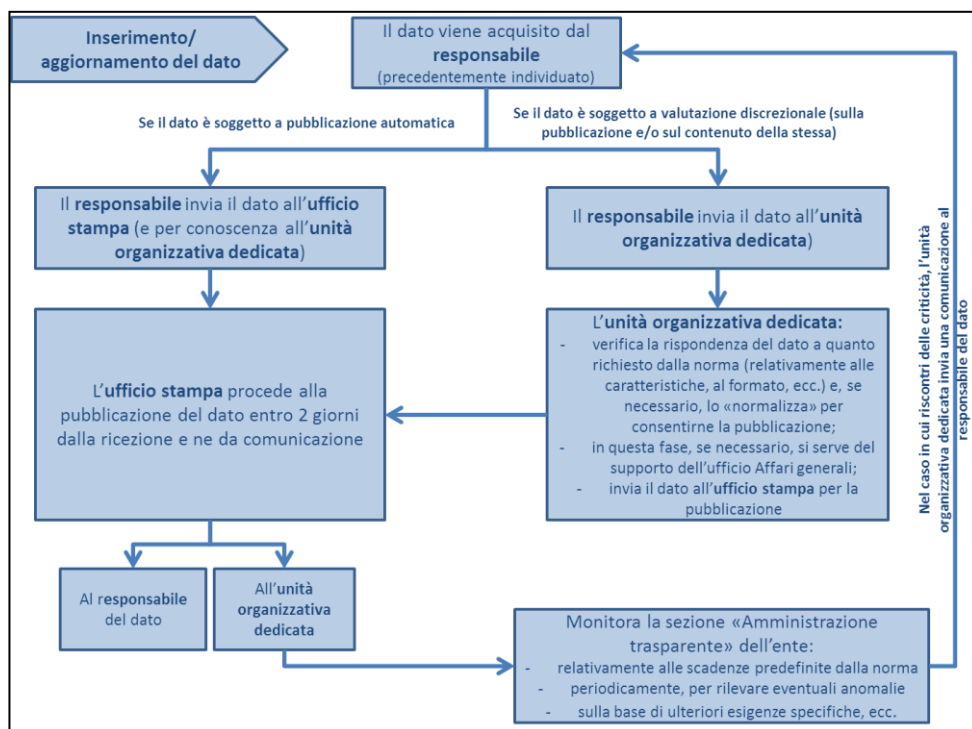 Inserimento/
aggiornamento del dato
Il dato viene acquisito dal
responsabile
(precedentemente individuato)
Se il dato è soggetto a pubblicazione automatica
Se il dato è soggetto a valutazione discrezionale (sulla
pubblicazione e/o sul contenuto della stessa)
Il responsabile invia il dato all'ufficio
stampa (e per conoscenza all'unità
organizzativa dedicata)
Il responsabile invia il dato all'unità
organizzativa dedicata)
L'ufficio stampa procede alla
pubblicazione del dato entro 2 giorni
dalla ricezione e ne da comunicazione
L'unità organizzativa dedicata:
- verifica la rispondenza del dato a quanto
richiesto dalla norma (relativamente alle
caratteristiche, al formato, ecc.) e, se
necessario, lo «normalizza» per
consentirne la pubblicazione;
- in questa fase, se necessario, si serve del
supporto dell'ufficio Affari generali;
- invia il dato all'ufficio stampa per la
pubblicazione
Al responsabile
del dato
All'unità
organizzativa
dedicata
Monitora la sezione «Amministrazione
trasparente» dell'ente:
- relativamente alle scadenze predefinite dalla norma
- periodicamente, per rilevare eventuali anomalie
- sulla base di ulteriori esigenze specifiche, ecc.
Nel caso in cui riscontri delle criticità, l'unità
organizzativa dedicata invia una comunicazione al
responsabile del dato